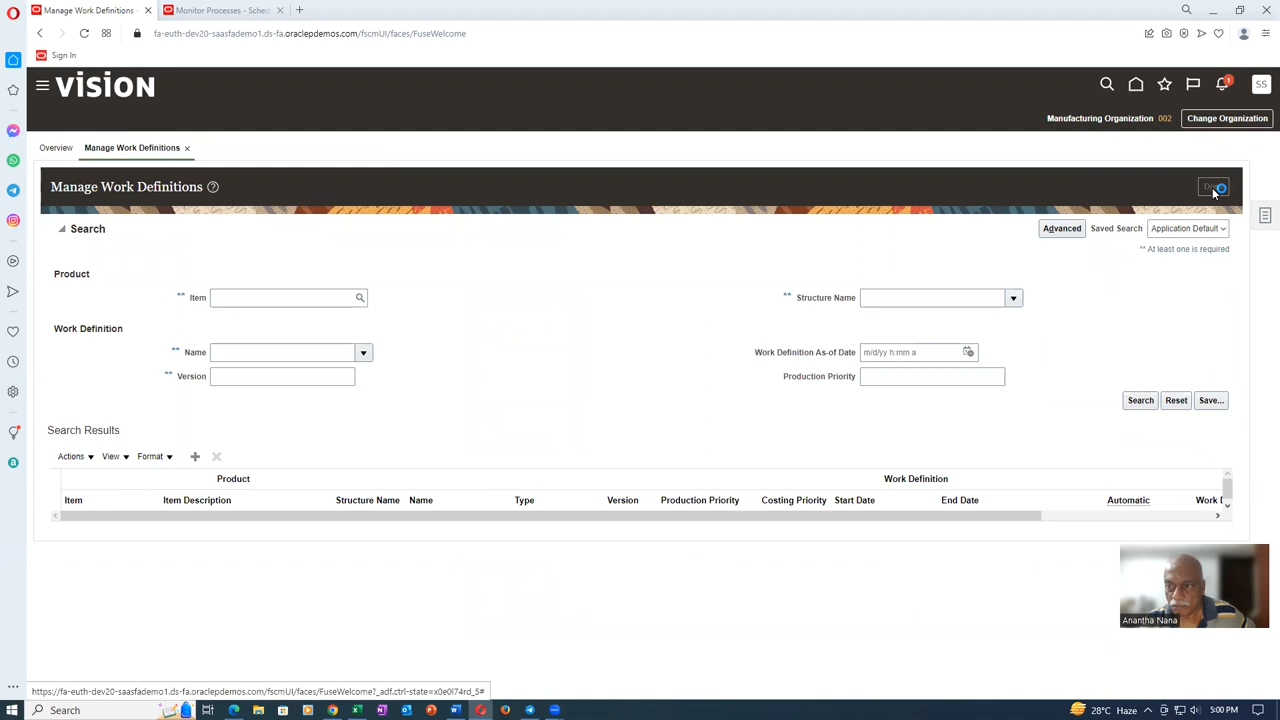 Manage Work Definitions -
Monitor Processes - Sched
fa-euth-dev20-saasfademo1.ds-fa.oraclepdemos.com/fscmUI/faces/FuseWelcome
Sign In
VISION
1
SS
Manufacturing Organization 002
Change Organization
Overview
Manage Work Definitions
Manage Work Definitions
Search
Advanced
Saved Search
Application Default
** At least one is required
Product
** Item
** Structure Name
Work Definition
** Name
Work Definition As-of Date
m/d/yy h:mm a
** Version
Production Priority
Search
Reset
Save...
Search Results
Actions
View
Format
Product
Work Definition
Item
Item Description
Structure Name
Name
Type
Version
Production Priority
Costing Priority
Start Date
End Date
Automatic
Work D
Anantha Nana
https://fa-euth-dev20-saasfademo1.ds-fa.oraclepdemos.com/fscmUI/faces/FuseWelcome?_adf.ctrl-state=x0e0l74rd_5#
Search
28°C Haze
5:00 PM